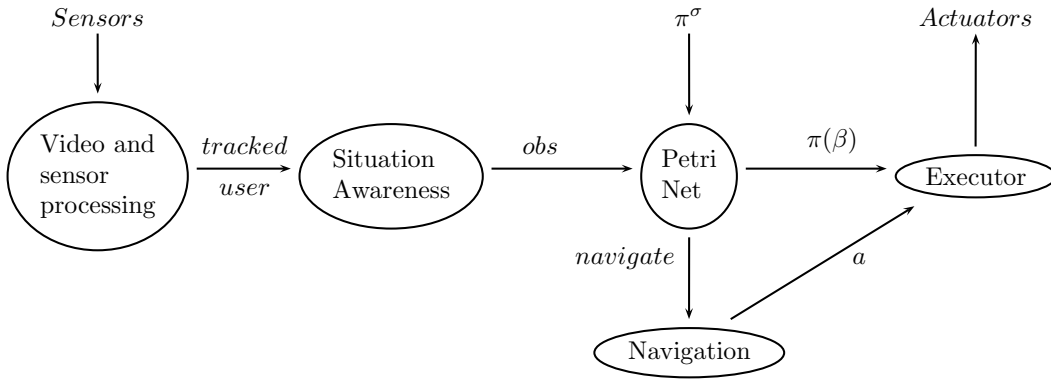 Sensors
π^σ
Actuators
Video and
sensor
processing
tracked
user
Situation
Awareness
obs
Petri
Net
π(β)
Executor
navigate
a
Navigation